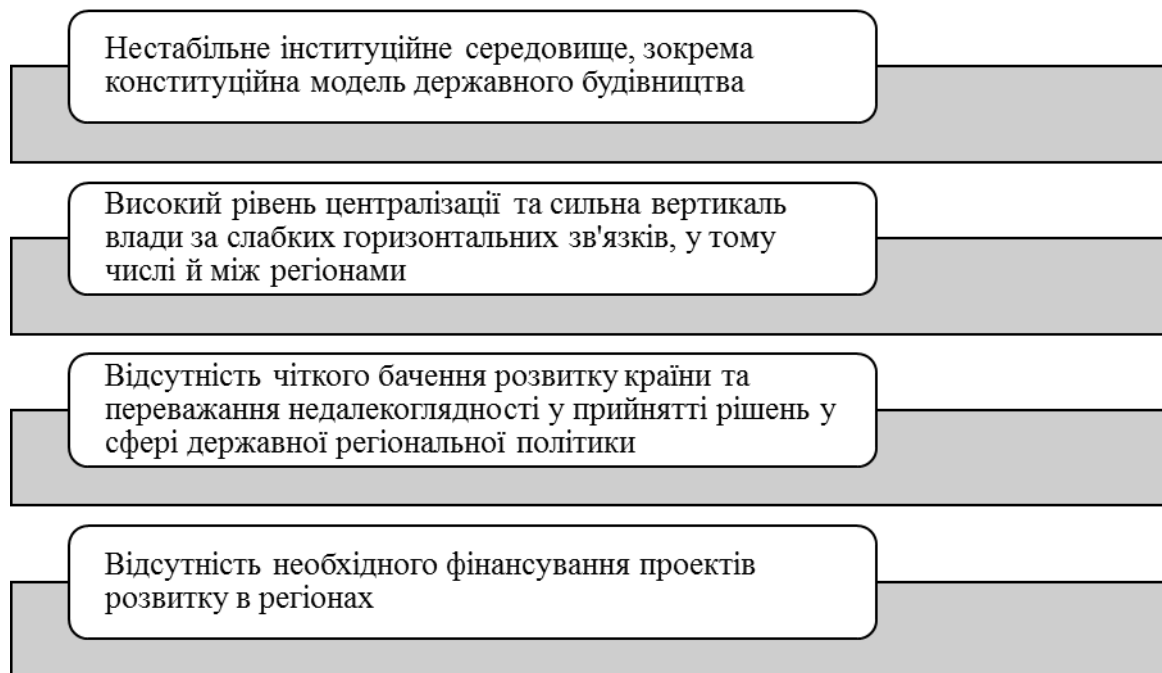 Нестабільне інституційне середовище, зокрема
конституційна модель державного будівництва
Високий рівень централізації та сильна вертикаль
влади за слабких горизонтальних зв'язків, у тому
числі й між регіонами
Відсутність чіткого бачення розвитку країни та
переважання недалекоглядності у прийнятті рішень у
сфері державної регіональної політики
Відсутність необхідного фінансування проектів
розвитку в регіонах